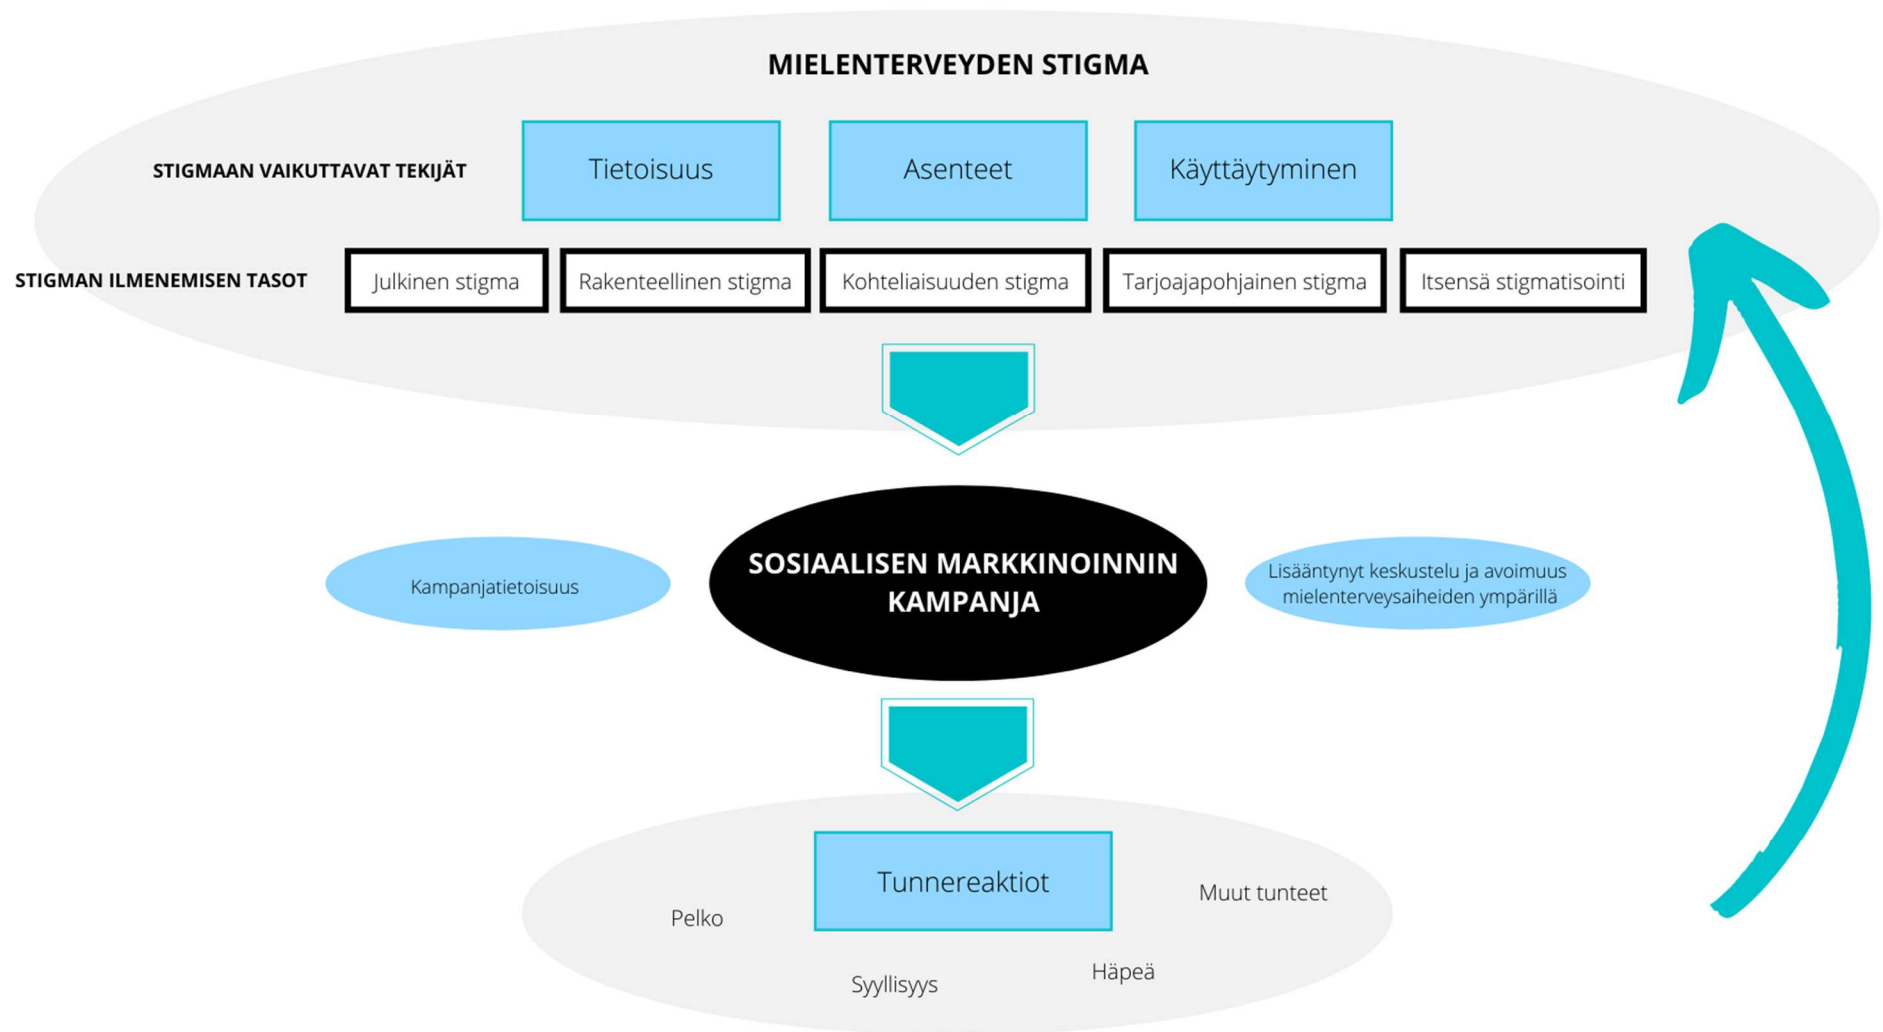 MIELENTERVEYDEN STIGMA
STIGMAAN VAIKUTTAVAT TEKIJÄT
Tietoisuus
Asenteet
Käyttäytyminen
STIGMAN ILMENEMISEN TASOT
Julkinen stigma
Rakenteellinen stigma
Kohteliaisuuden stigma
Tarjoajapohjainen stigma
Itsensä stigmatisointi
Kampanjatietoisuus
SOSIAALISEN MARKKINOINNIN
KAMPANJA
Lisääntynyt keskustelu ja avoimuus
mielenterveysaiheiden ympärillä
Tunnereaktiot
Pelko
Muut tunteet
Syyllisyys
Häpeä